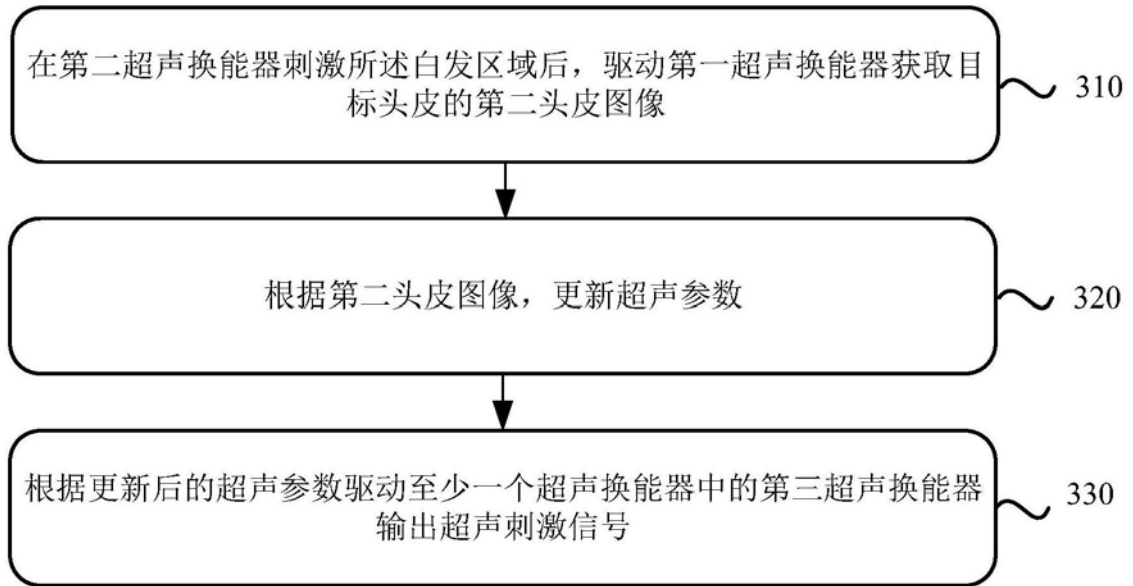 在第二超声换能器刺激所述白发区域后，驱动第一超声换能器获取目
标头皮的第二头皮图像
310
根据第二头皮图像，更新超声参数
320
根据更新后的超声参数驱动至少一个超声换能器中的第三超声换能器
输出超声刺激信号
330